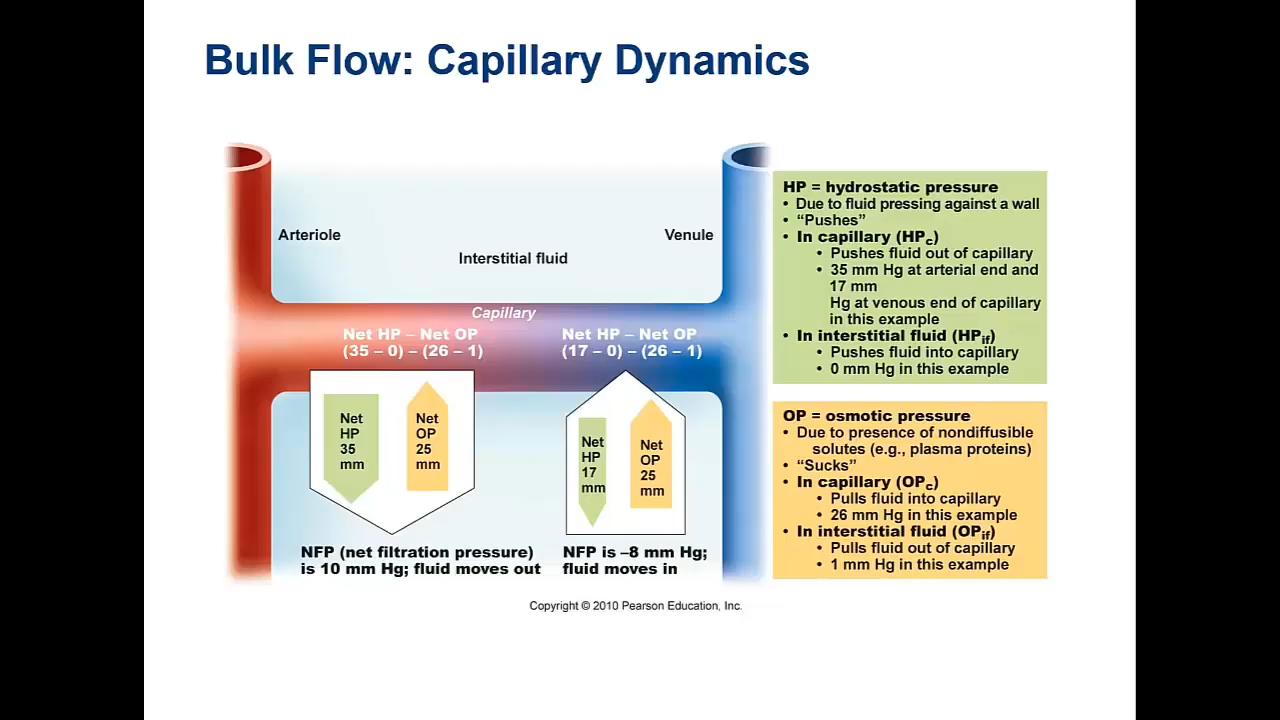 Bulk Flow: Capillary Dynamics
Arteriole
Venule
Interstitial fluid
Capillary
Net HP – Net OP
(35 – 0) – (26 – 1)
Net HP – Net OP
(17 – 0) – (26 – 1)
Net
HP
35
mm
Net
OP
25
mm
Net
HP
17
mm
Net
OP
25
mm
NFP (net filtration pressure)
is 10 mm Hg; fluid moves out
NFP is –8 mm Hg;
fluid moves in
HP = hydrostatic pressure
• Due to fluid pressing against a wall
• “Pushes”
• In capillary (HPc)
• Pushes fluid out of capillary
• 35 mm Hg at arterial end and
17 mm
Hg at venous end of capillary
in this example
• In interstitial fluid (HPif)
• Pushes fluid into capillary
• 0 mm Hg in this example
OP = osmotic pressure
• Due to presence of nondiffusible
solutes (e.g., plasma proteins)
• “Sucks”
• In capillary (OPc)
• Pulls fluid into capillary
• 26 mm Hg in this example
• In interstitial fluid (OPif)
• Pulls fluid out of capillary
• 1 mm Hg in this example
Copyright © 2010 Pearson Education, Inc.